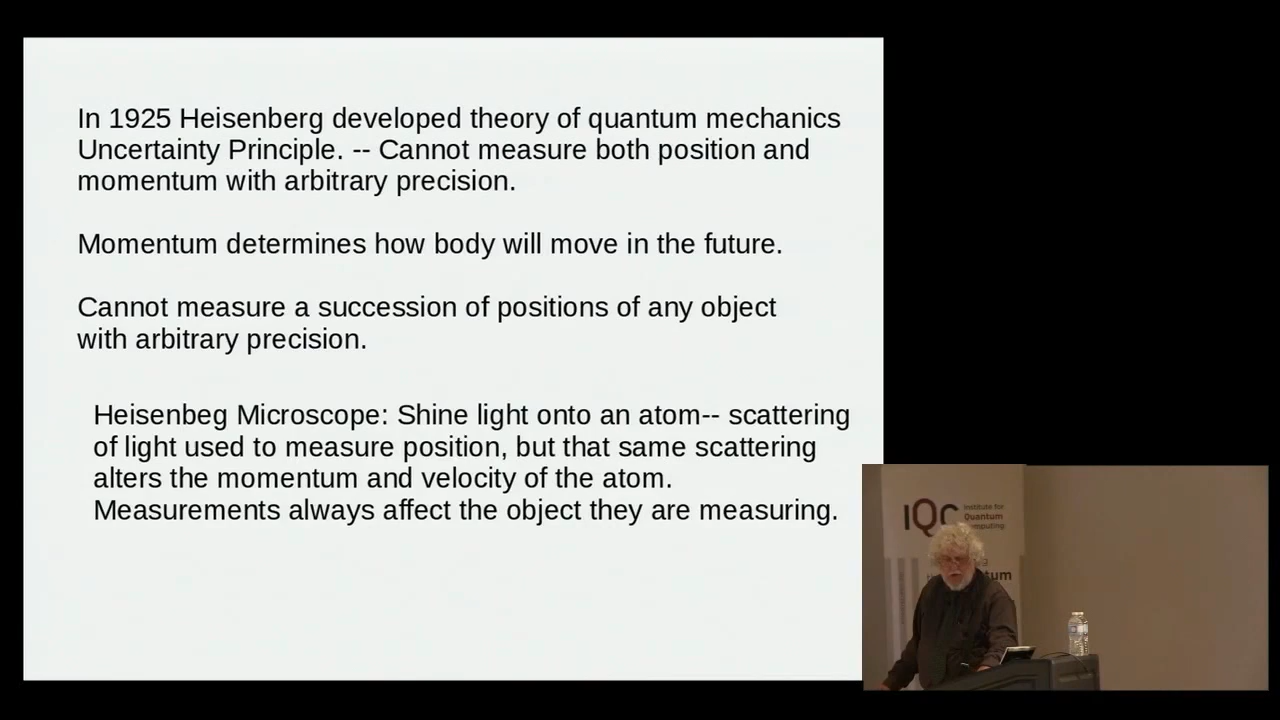 In 1925 Heisenberg developed theory of quantum mechanics
Uncertainty Principle. -- Cannot measure both position and
momentum with arbitrary precision.
Momentum determines how body will move in the future.
Cannot measure a succession of positions of any object
with arbitrary precision.
Heisenbeg Microscope: Shine light onto an atom-- scattering
of light used to measure position, but that same scattering
alters the momentum and velocity of the atom.
Measurements always affect the object they are measuring.
IQC
Institute for
Quantum